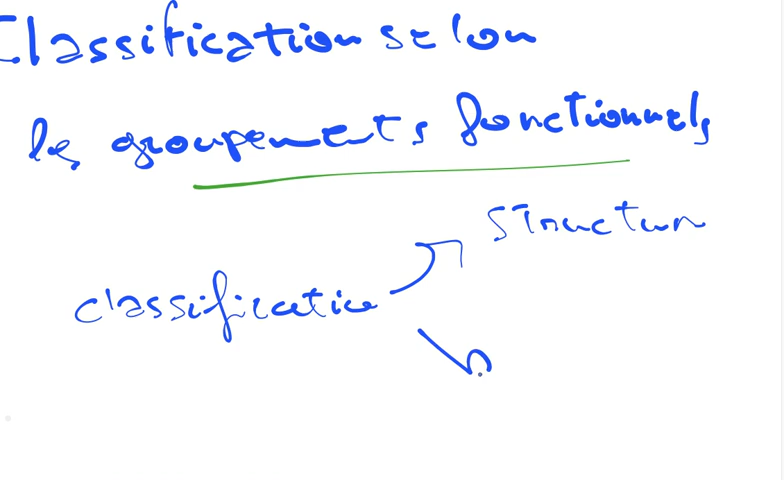 Classification selon
les groupements fonctionnels
structure
classification